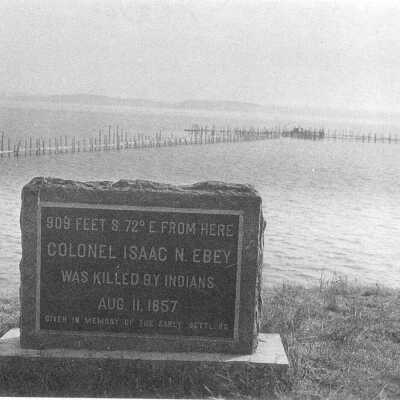 909 FEET S. 72° E. FROM HERE
COLONEL ISAAC N. EBEY
WAS KILLED BY INDIANS
AUG. 11, 1857
GIVEN IN MEMORY OF THE EARLY SETTLERS